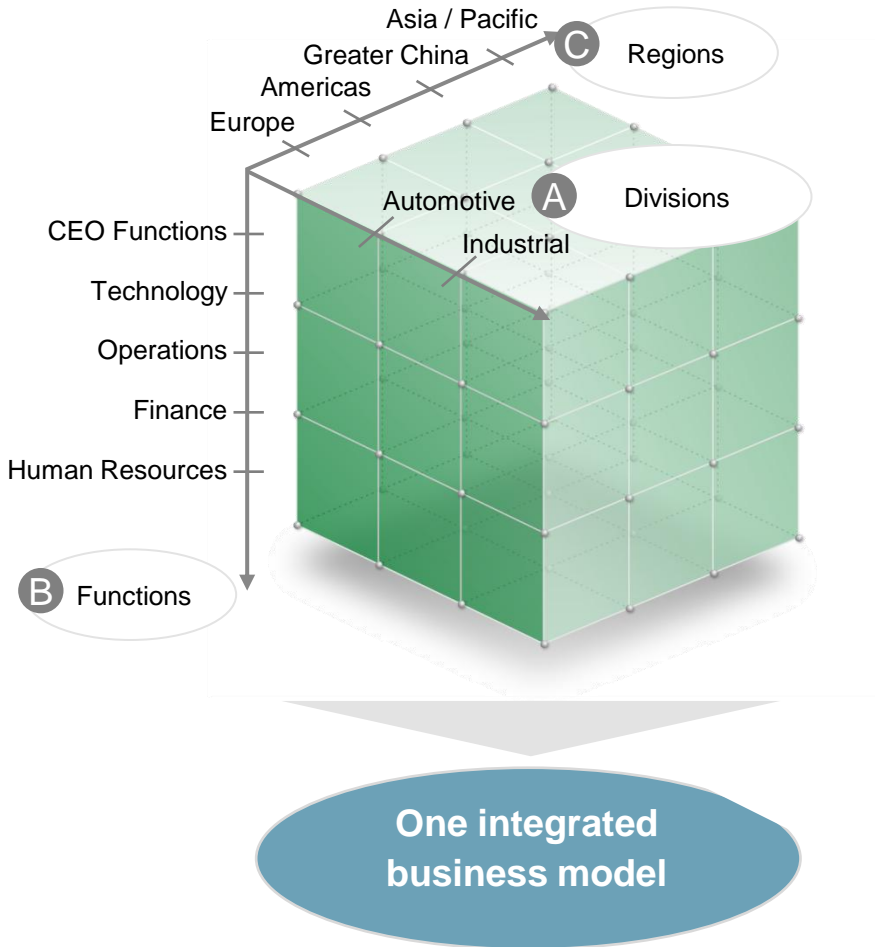 Asia / Pacific
Greater China
Americas
Europe
C
Regions
A
Divisions
Automotive
Industrial
CEO Functions
Technology
Operations
Finance
Human Resources
B
Functions
One integrated
business model